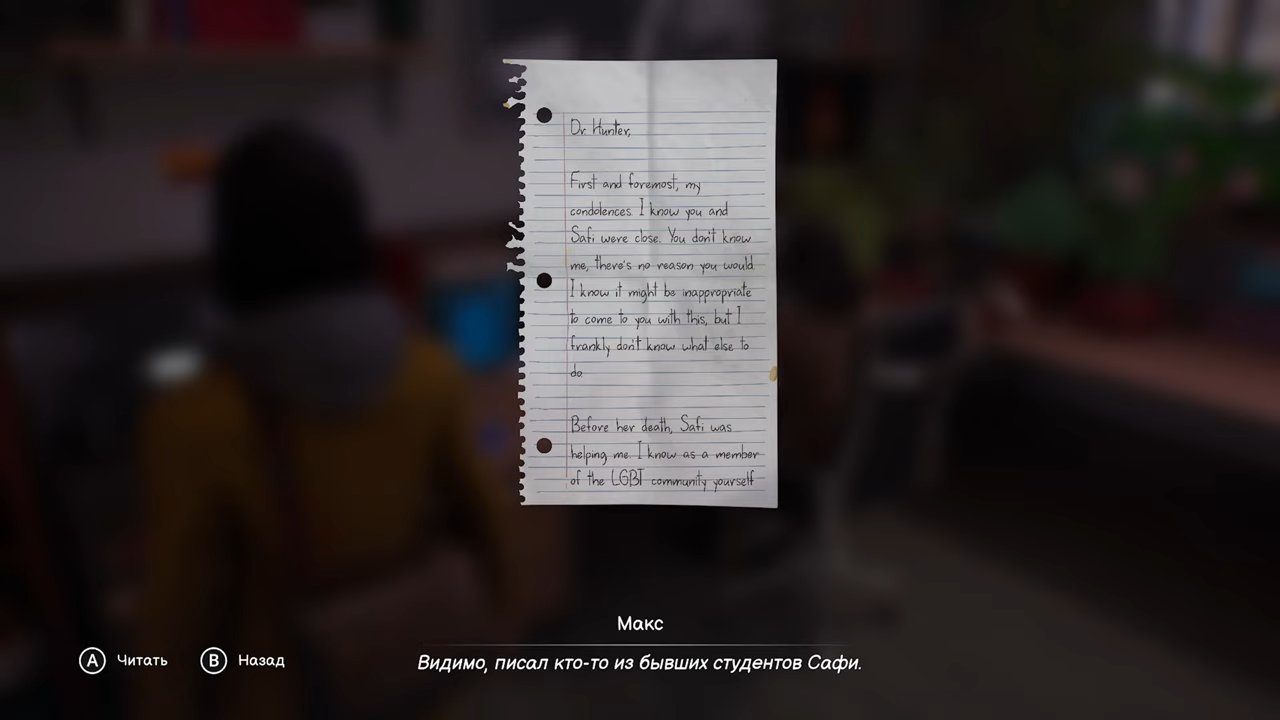 Dr. Hunter,
First and foremost, my
condolences. I know you and
Safi were close. You don't know
me, there's no reason you would.
I know it might be inappropriate
to come to you with this, but I
frankly don't know what else to
do.
Before her death, Safi was
helping me. I know as a member
of the LGBT community yourself
Макс
A Читать B Назад
Видимо, писал кто-то из бывших студентов Сафи.